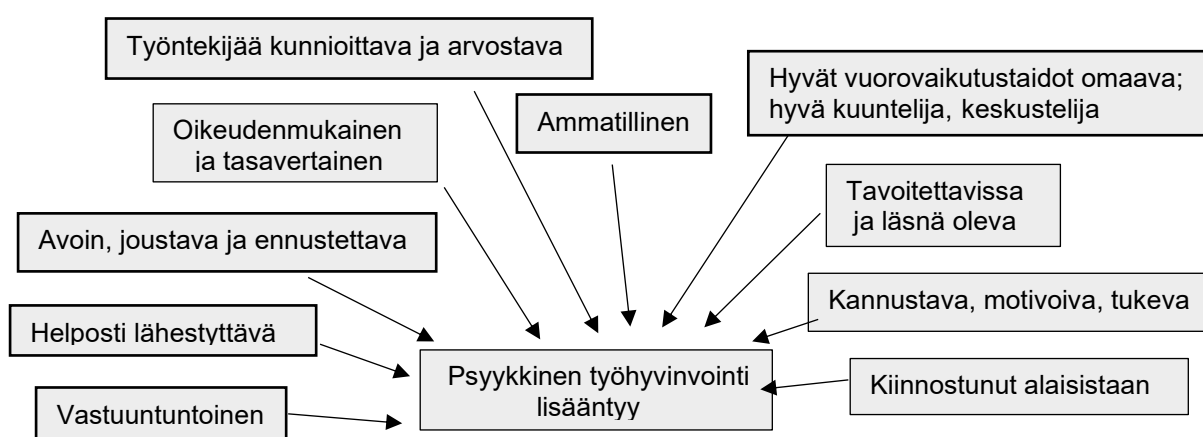 Työntekijää kunnioittava ja arvostava
Hyvät vuorovaikutustaidot omaava;
hyvä kuuntelija, keskustelija
Ammatillinen
Oikeudenmukainen
ja tasavertainen
Tavoitettavissa
ja läsnä oleva
Avoin, joustava ja ennustettava
Kannustava, motivoiva, tukeva
Helposti lähestyttävä
Psyykkinen työhyvinvointi
lisääntyy
Kiinnostunut alaisistaan
Vastuuntuntoinen